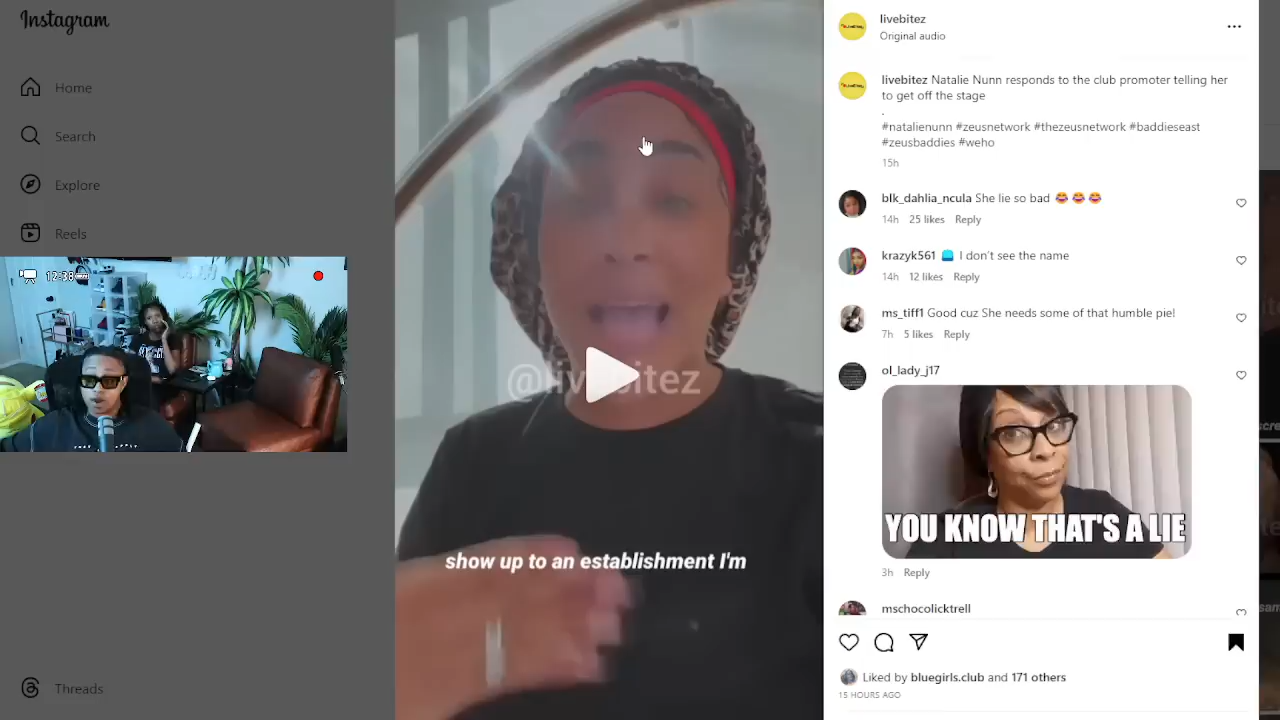 Instagram
Home
Search
Explore
Reels
Threads
12:38
@livebitez
show up to an establishment I'm
livebitez
Original audio
livebitez Natalie Nunn responds to the club promoter telling her
to get off the stage
.
#natalienunn #zeusnetwork #thezeusnetwork #baddieseast
#zeusbaddies #weho
15h
blk_dahlia_ncula She lie so bad 😂😂😂
14h 25 likes Reply
krazyk561 🧢 I don't see the name
14h 12 likes Reply
ms_tiff1 Good cuz She needs some of that humble pie!
7h 5 likes Reply
ol_lady_j17
YOU KNOW THAT'S A LIE
3h Reply
mschocolicktrell
Liked by bluegirls.club and 171 others
15 HOURS AGO